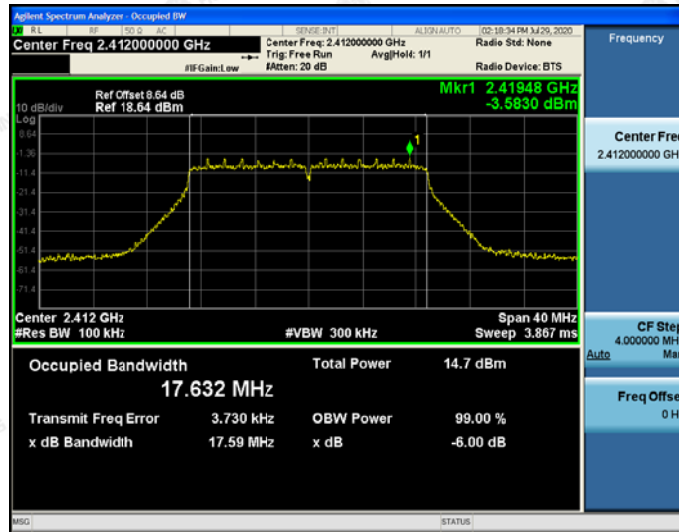 Agilent Spectrum Analyzer - Occupied BW
RL RF 50 Ω AC SENSE:INT ALIGN AUTO 02:18:34 PM Jul 29, 2020
Center Freq 2.412000000 GHz Center Freq: 2.412000000 GHz Radio Std: None Frequency
Trig: Free Run Avg|Hold: 1/1
#IFGain:Low #Atten: 20 dB Radio Device: BTS
Ref Offset 8.64 dB Mkr1 2.41948 GHz
10 dB/div Ref 18.64 dBm -3.5830 dBm
Log
8.64
1
-1.36
-11.4
-21.4
-31.4
-41.4
-51.4
-61.4
-71.4
Center Fre
2.412000000 GH
Center 2.412 GHz Span 40 MHz
#Res BW 100 kHz #VBW 300 kHz Sweep 3.867 ms
CF Step
4.000000 MH
Auto Ma
Occupied Bandwidth Total Power 14.7 dBm
17.632 MHz
Transmit Freq Error 3.730 kHz OBW Power 99.00 %
x dB Bandwidth 17.59 MHz x dB -6.00 dB
Freq Offse
0 H
MSG STATUS